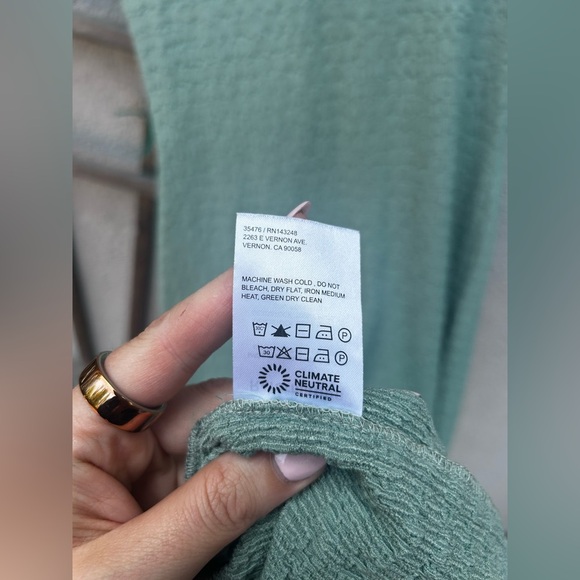 35476 / RN143248
2263 E VERNON AVE.
VERNON. CA 90058
MACHINE WASH COLD , DO NOT
BLEACH, DRY FLAT, IRON MEDIUM
HEAT, GREEN DRY CLEAN
P
30 P
CLIMATE
NEUTRAL
CERTIFIED